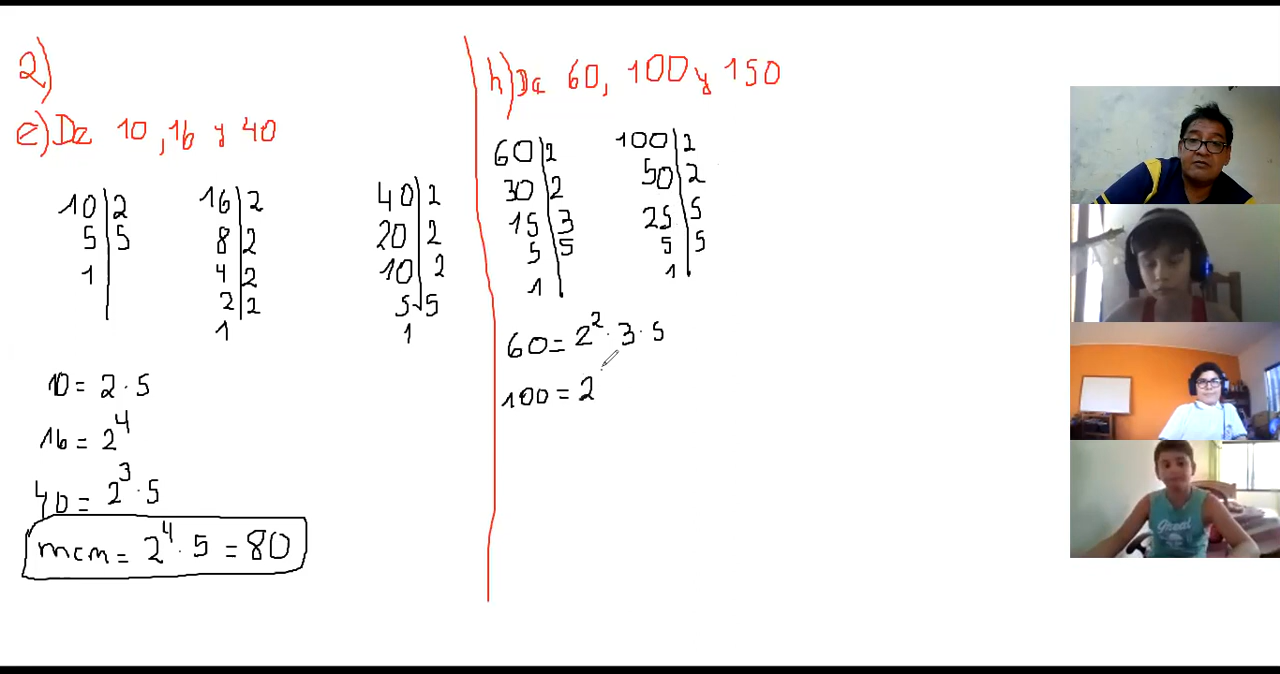 2)
e) De 10, 16 y 40
10 2 16 2 40 2
5 5 8 2 20 2
1 4 2 10 2
2 2 5 5
1 1
10 = 2 · 5
16 = 2^4
40 = 2^3 · 5
mcm = 2^4 · 5 = 80
h) De 60, 100 y 150
60 2 100 2
30 2 50 2
15 3 25 5
5 5 5 5
1 1
60 = 2^2 · 3 · 5
100 = 2
Great